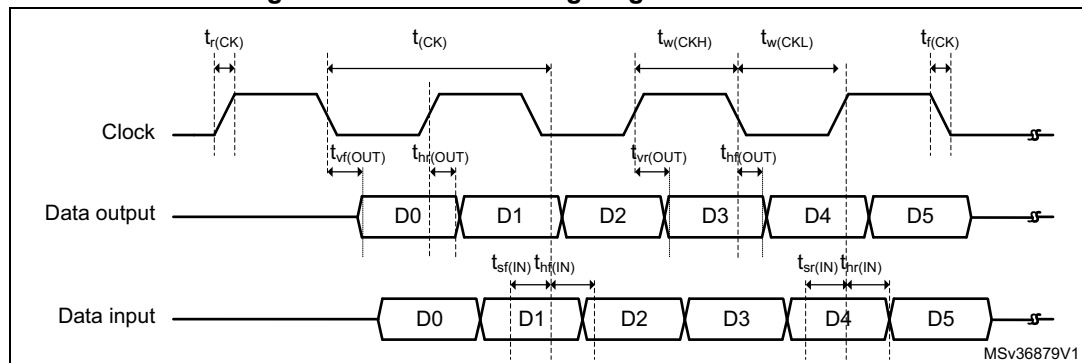 t_r(CK) t_(CK) t_w(CKH) t_w(CKL) t_f(CK)
Clock
t_vf(OUT) t_hr(OUT) t_vr(OUT) t_hf(OUT)
Data output D0 D1 D2 D3 D4 D5
t_sf(IN) t_hf(IN) t_sr(IN) t_hr(IN)
Data input D0 D1 D2 D3 D4 D5
MSv36879V1